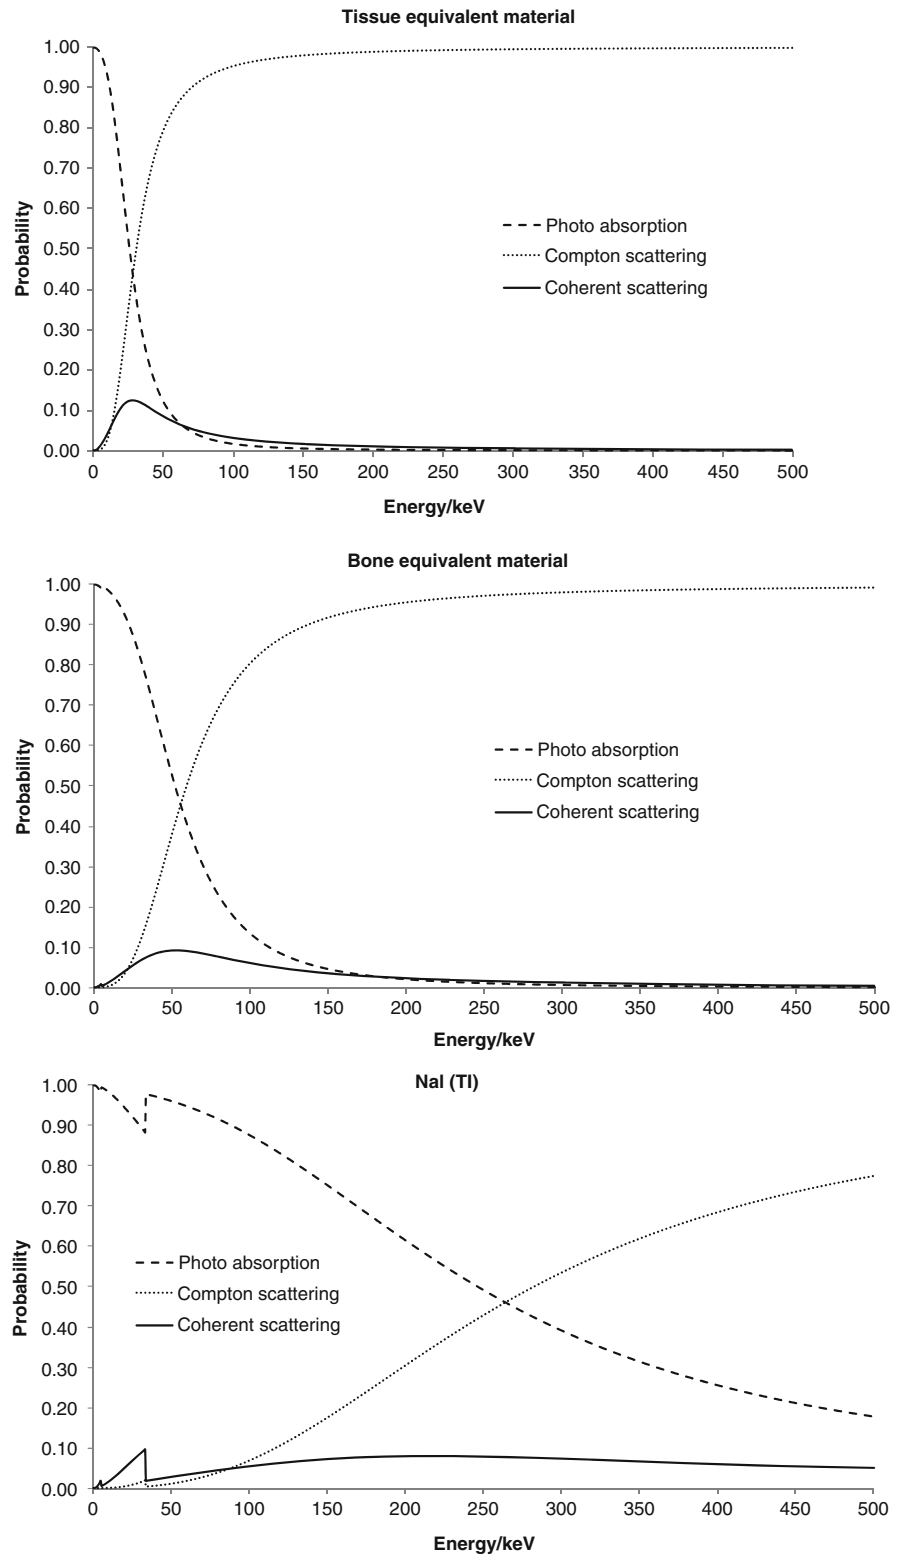 Tissue equivalent material
1.00
0.90
0.80
0.70
0.60
0.50
0.40
0.30
0.20
0.10
0.00
Probability
Photo absorption
Compton scattering
Coherent scattering
0 50 100 150 200 250 300 350 400 450 500
Energy/keV
Bone equivalent material
1.00
0.90
0.80
0.70
0.60
0.50
0.40
0.30
0.20
0.10
0.00
Probability
Photo absorption
Compton scattering
Coherent scattering
0 50 100 150 200 250 300 350 400 450 500
Energy/keV
NaI (TI)
1.00
0.90
0.80
0.70
0.60
0.50
0.40
0.30
0.20
0.10
0.00
Probability
Photo absorption
Compton scattering
Coherent scattering
0 50 100 150 200 250 300 350 400 450 500
Energy/keV